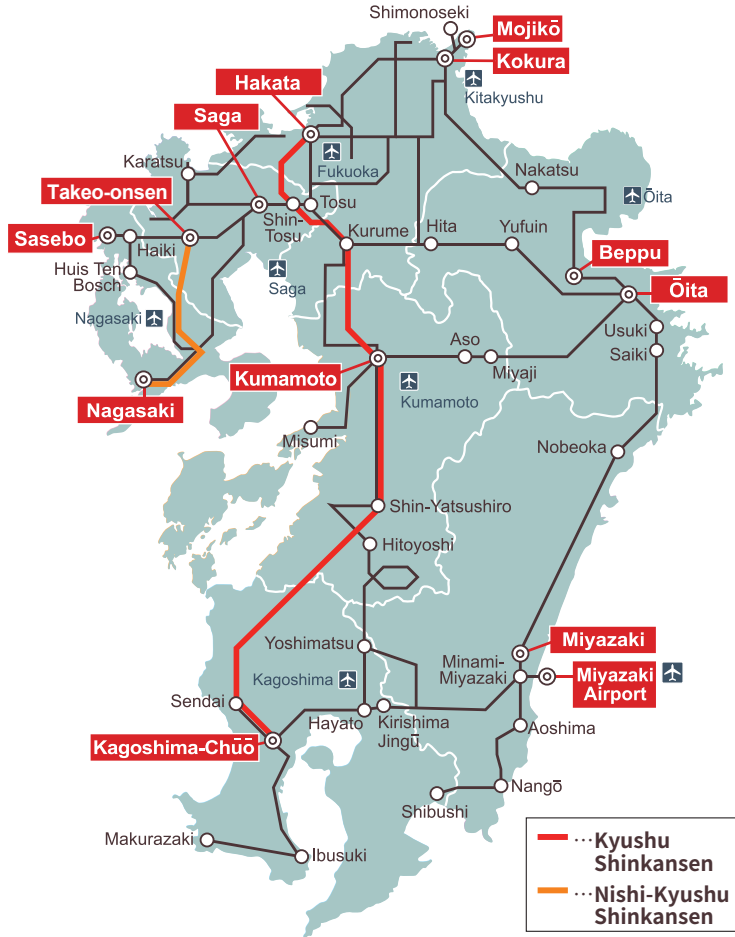 Shimonoseki
Mojikō
Kokura
Kitakyushu
Hakata
Saga
Fukuoka
Karatsu
Takeo-onsen
Nakatsu
Ōita
Shin-
Tosu
Tosu
Kurume
Hita
Yufuin
Sasebo
Haiki
Beppu
Huis Ten
Bosch
Saga
Ōita
Nagasaki
Usuki
Saiki
Aso
Miyaji
Kumamoto
Kumamoto
Nagasaki
Misumi
Nobeoka
Shin-Yatsushiro
Hitoyoshi
Yoshimatsu
Miyazaki
Minami-
Miyazaki
Miyazaki
Airport
Kagoshima
Sendai
Hayato
Kirishima
Jingū
Aoshima
Kagoshima-Chūō
Nangō
Shibushi
Makurazaki
Ibusuki
···Kyushu
Shinkansen
···Nishi-Kyushu
Shinkansen